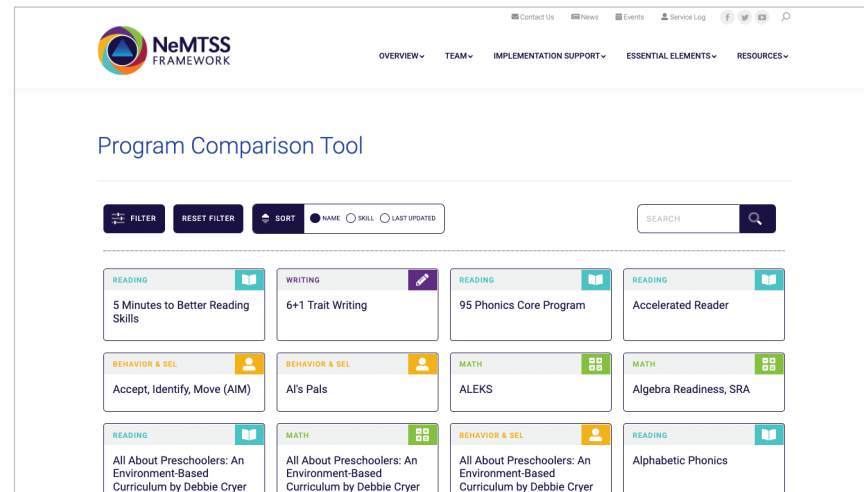 Contact Us News Events Service Log
NeMTSS
FRAMEWORK
OVERVIEW TEAM IMPLEMENTATION SUPPORT ESSENTIAL ELEMENTS RESOURCES
Program Comparison Tool
FILTER RESET FILTER SORT NAME SKILL LAST UPDATED SEARCH
READING
5 Minutes to Better Reading
Skills
WRITING
6+1 Trait Writing
READING
95 Phonics Core Program
READING
Accelerated Reader
BEHAVIOR & SEL
Accept, Identify, Move (AIM)
BEHAVIOR & SEL
Al's Pals
MATH
ALEKS
MATH
Algebra Readiness, SRA
READING
All About Preschoolers: An
Environment-Based
Curriculum by Debbie Cryer
MATH
All About Preschoolers: An
Environment-Based
Curriculum by Debbie Cryer
BEHAVIOR & SEL
All About Preschoolers: An
Environment-Based
Curriculum by Debbie Cryer
READING
Alphabetic Phonics